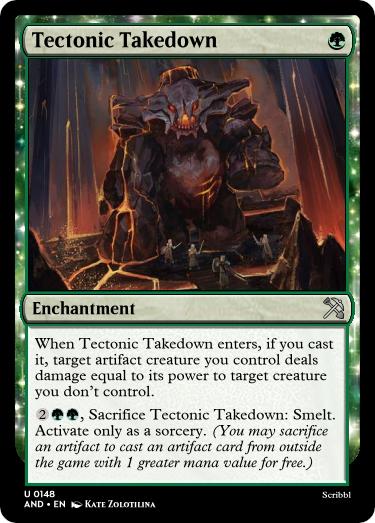 Tectonic Takedown
Enchantment
When Tectonic Takedown enters, if you cast
it, target artifact creature you control deals
damage equal to its power to target creature
you don't control.
2, Sacrifice Tectonic Takedown: Smelt.
Activate only as a sorcery. (You may sacrifice
an artifact to cast an artifact card from outside
the game with 1 greater mana value for free.)
U 0148
Scribbl
AND • EN Kate Zolotilina